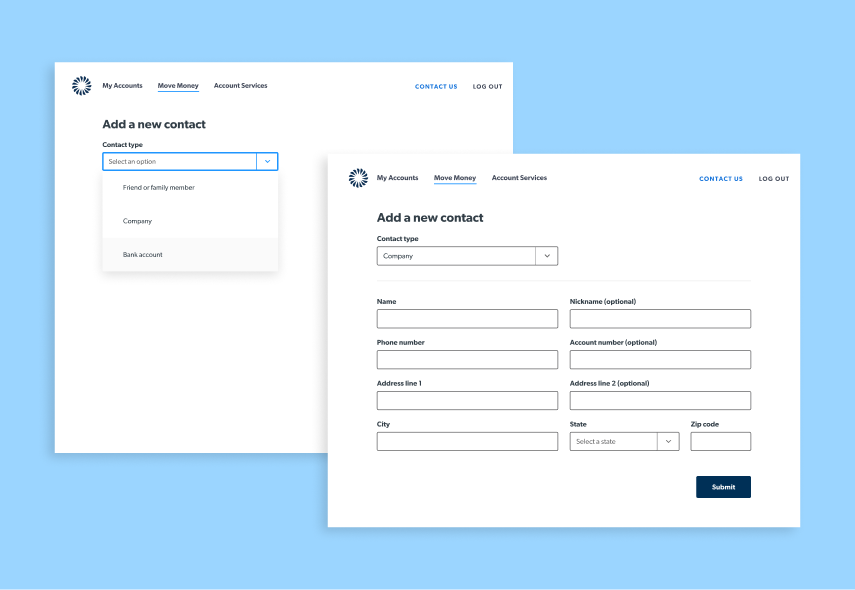 My Accounts Move Money Account Services CONTACT US LOG OUT
Add a new contact
Contact type
Select an option
Friend or family member
Company
Bank account
My Accounts Move Money Account Services CONTACT US LOG OUT
Add a new contact
Contact type
Company
Name Nickname (optional)
Phone number Account number (optional)
Address line 1 Address line 2 (optional)
City State Zip code
Select a state
Submit